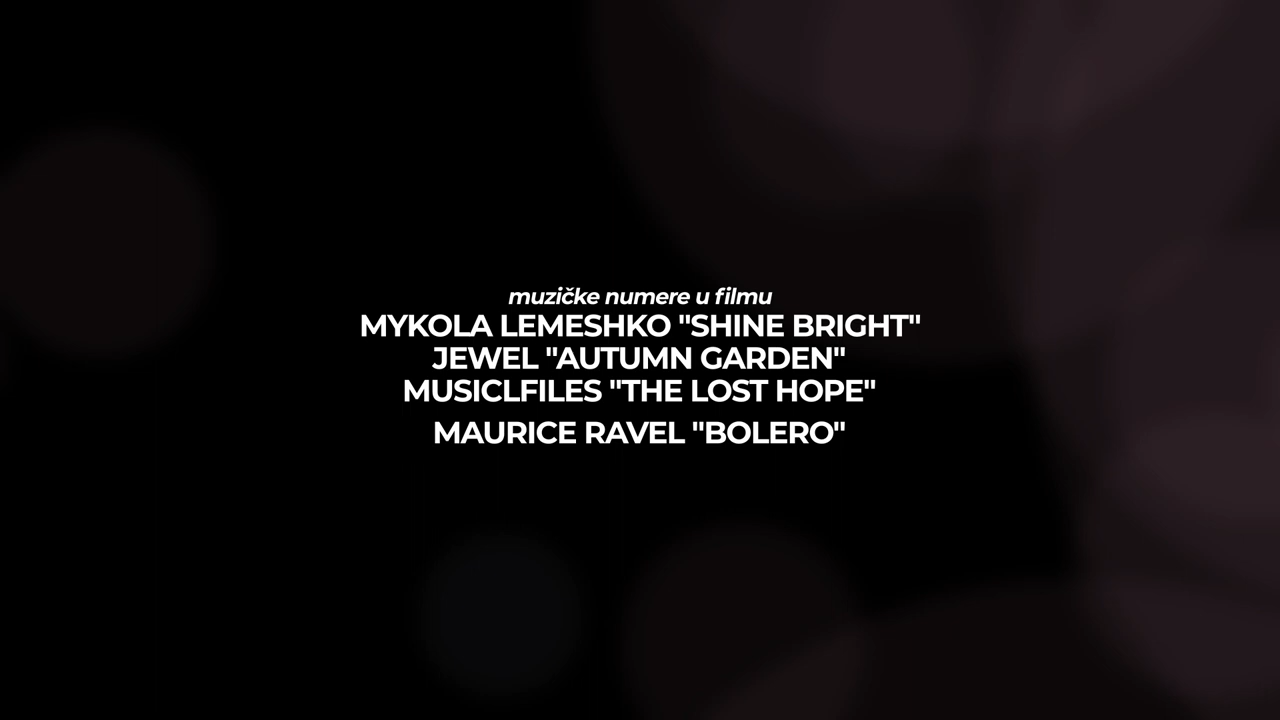 muzičke numere u filmu
MYKOLA LEMESHKO "SHINE BRIGHT"
JEWEL "AUTUMN GARDEN"
MUSICLFILES "THE LOST HOPE"
MAURICE RAVEL "BOLERO"